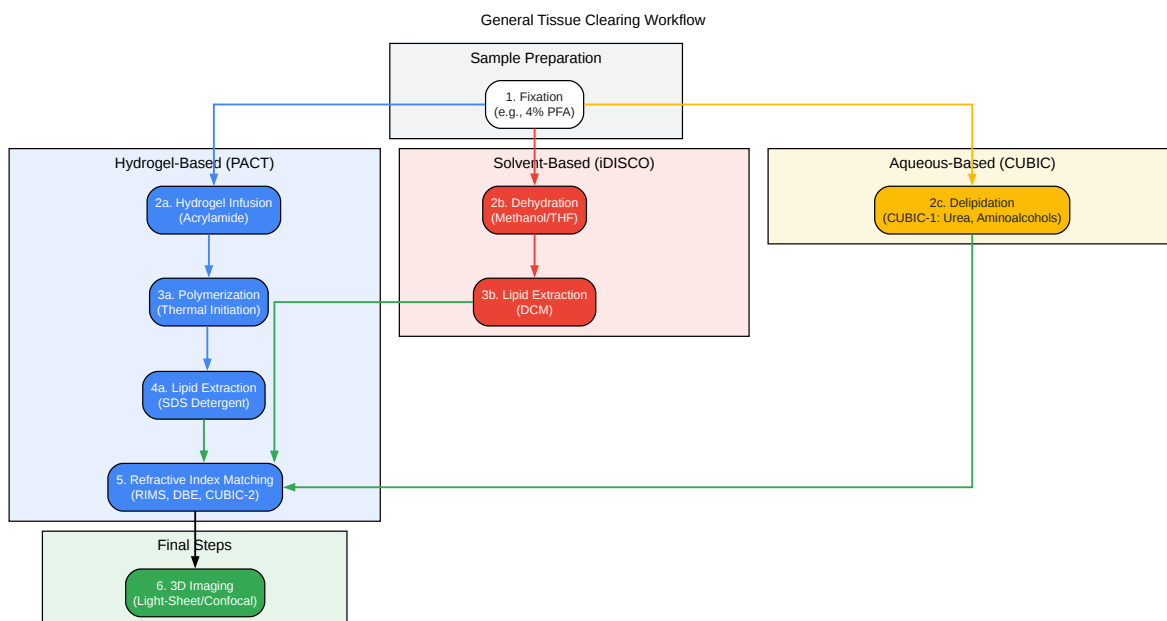 General Tissue Clearing Workflow
Sample Preparation
1. Fixation
(e.g., 4% PFA)
Hydrogel-Based (PACT)
2a. Hydrogel Infusion
(Acrylamide)
3a. Polymerization
(Thermal Initiation)
4a. Lipid Extraction
(SDS Detergent)
5. Refractive Index Matching
(RIMS, DBE, CUBIC-2)
Solvent-Based (iDISCO)
2b. Dehydration
(Methanol/THF)
3b. Lipid Extraction
(DCM)
Aqueous-Based (CUBIC)
2c. Delipidation
(CUBIC-1: Urea, Aminoalcohols)
Final Steps
6. 3D Imaging
(Light-Sheet/Confocal)